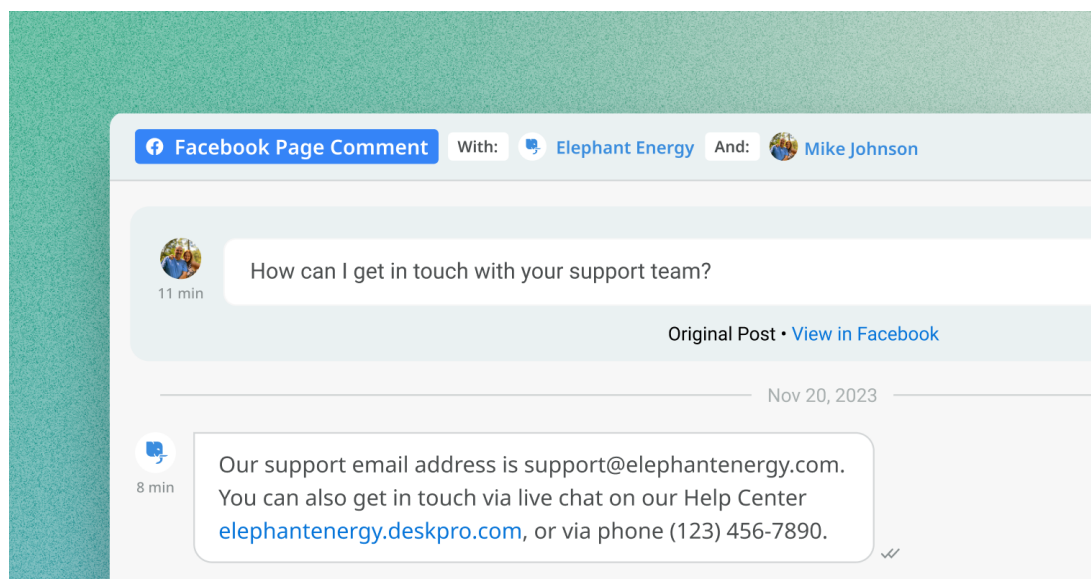 Facebook Page Comment With: Elephant Energy And: Mike Johnson
How can I get in touch with your support team?
11 min
Original Post • View in Facebook
Nov 20, 2023
Our support email address is support@elephantenergy.com.
8 min
You can also get in touch via live chat on our Help Center
elephantenergy.deskpro.com, or via phone (123) 456-7890.